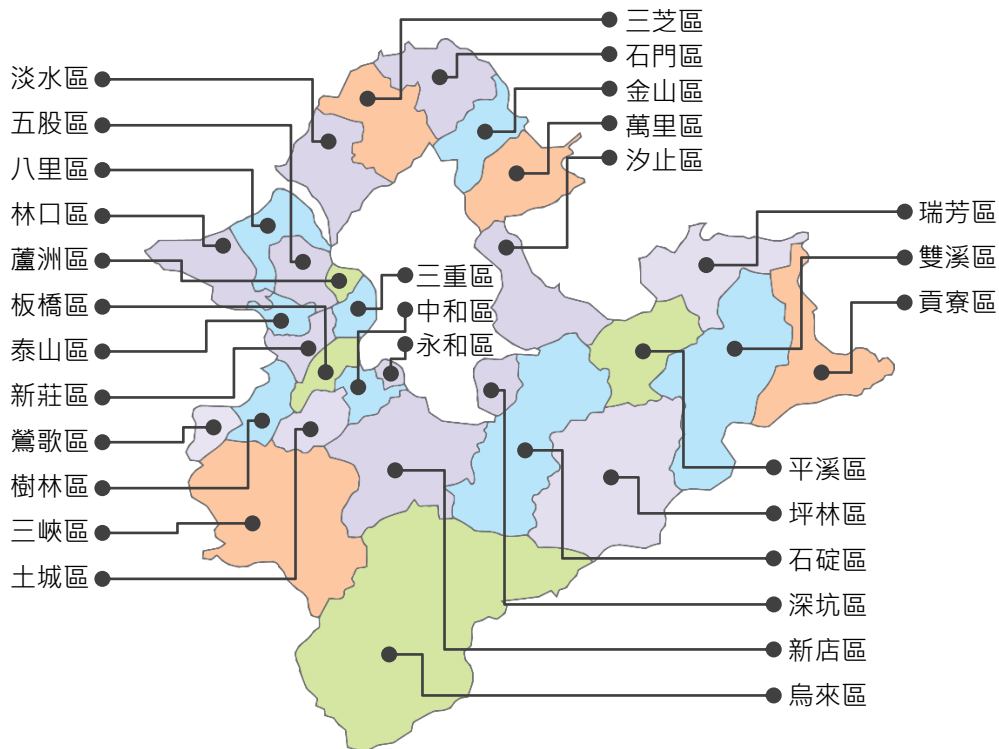 三芝區
石門區
金山區
萬里區
汐止區
淡水區
五股區
八里區
林口區
蘆洲區
板橋區
泰山區
新莊區
鶯歌區
樹林區
三峽區
土城區
三重區
中和區
永和區
瑞芳區
雙溪區
貢寮區
平溪區
坪林區
石碇區
深坑區
新店區
烏來區